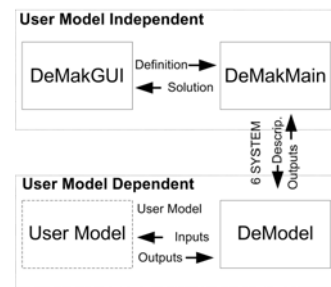 User Model Independent
DeMakGUI
Definition
Solution
DeMakMain
6 SYSTEM
Descrip.
Outputs
User Model Dependent
User Model
User Model
Inputs
Outputs
DeModel